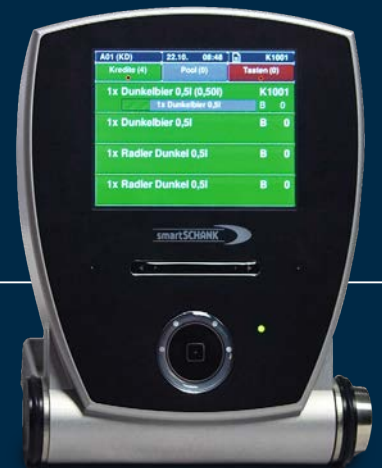 A01 (KD) 22.10. 08:48 K1001
Kredite (4) Pool (0) Tasten (0)
1x Dunkelbier 0,5l (0,50l) K1001
1x Dunkelbier 0,5l B 0
1x Dunkelbier 0,5l B 0
1x Radler Dunkel 0,5l B 0
1x Radler Dunkel 0,5l B 0
smartSCHANK